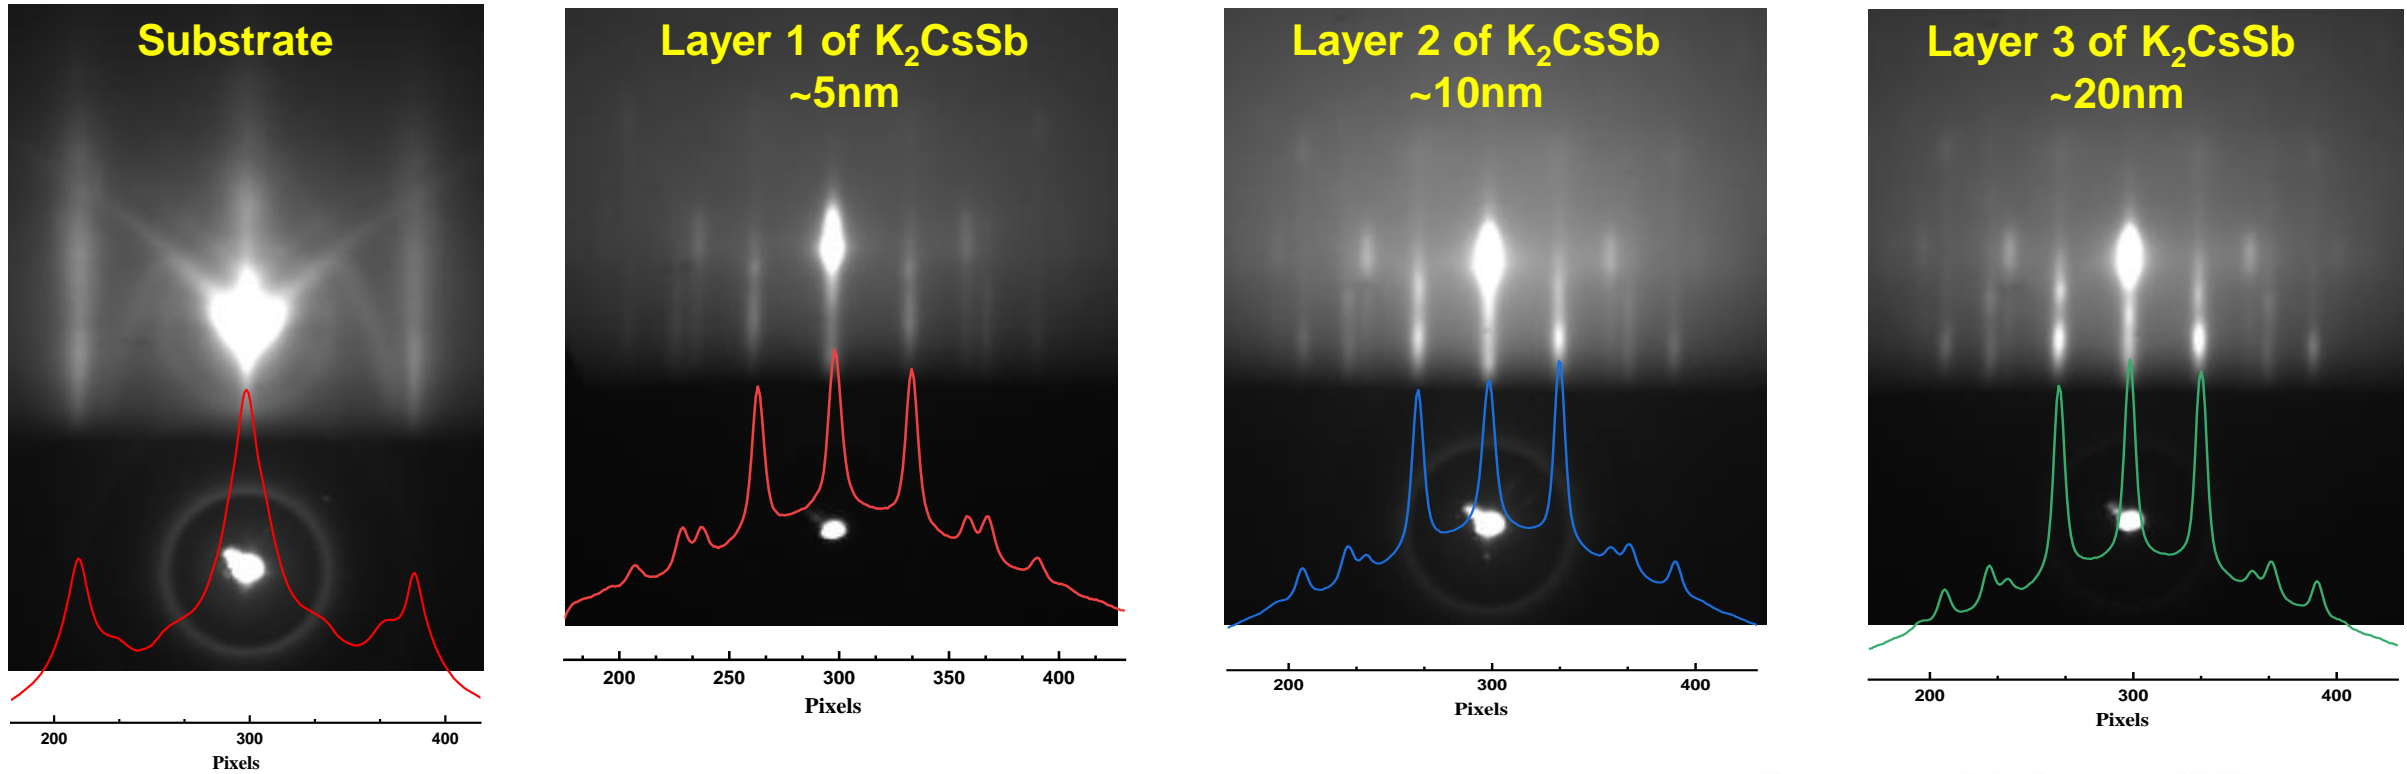 Substrate
200 300 400
Pixels
Layer 1 of K₂CsSb
~5nm
200 250 300 350 400
Pixels
Layer 2 of K₂CsSb
~10nm
200 300 400
Pixels
Layer 3 of K₂CsSb
~20nm
200 300 400
Pixels